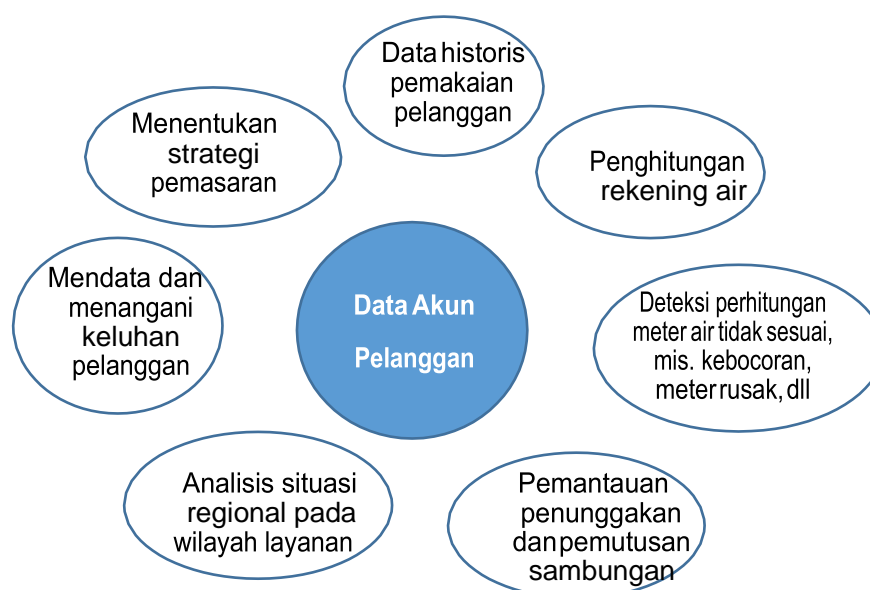 Data historis
pemakaian
pelanggan
Menentukan
strategi
pemasaran
Penghitungan
rekening air
Mendata dan
menangani
keluhan
pelanggan
Data Akun
Pelanggan
Deteksi perhitungan
meter air tidak sesuai,
mis. kebocoran,
meter rusak, dll
Analisis situasi
regional pada
wilayah layanan
Pemantauan
penunggakan
dan pemutusan
sambungan